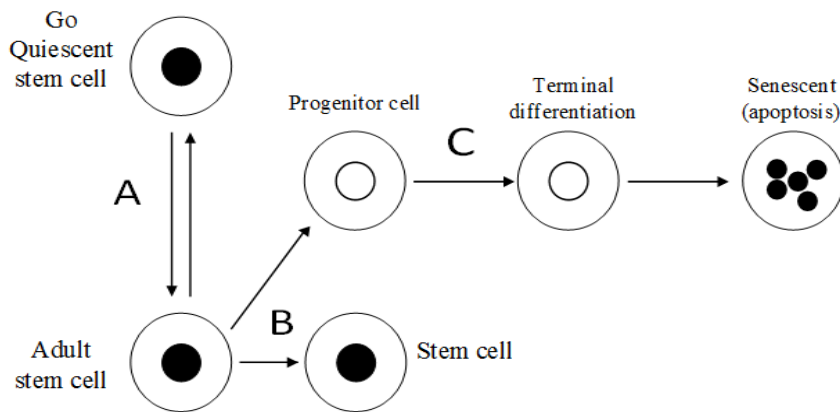 Go
Quiescent
stem cell
Progenitor cell
Terminal
differentiation
Senescent
(apoptosis)
A
C
B
Adult
stem cell
Stem cell